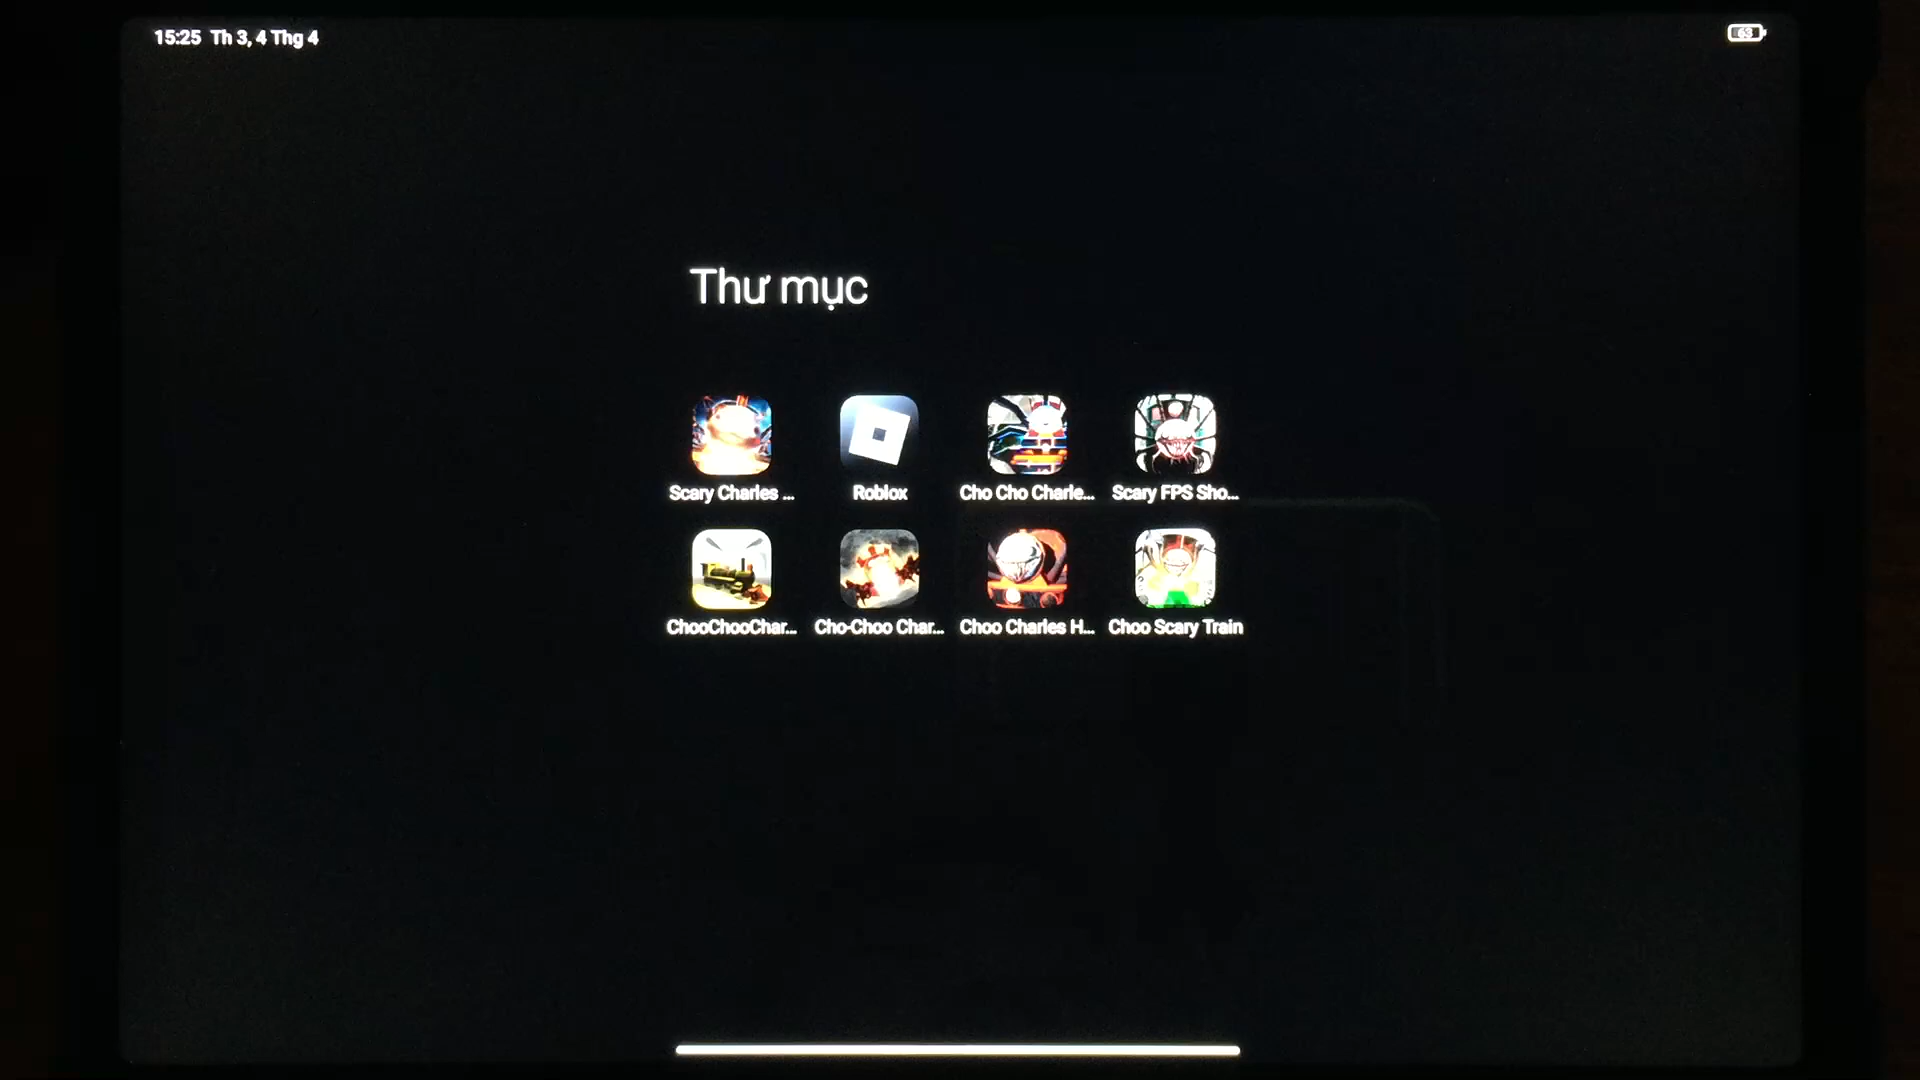 15:25 Th 3, 4 Thg 4
63
Thư mục
Scary Charles ...
Roblox
Cho Cho Charle...
Scary FPS Sho...
ChooChooChar...
Cho-Choo Char...
Choo Charles H...
Choo Scary Train